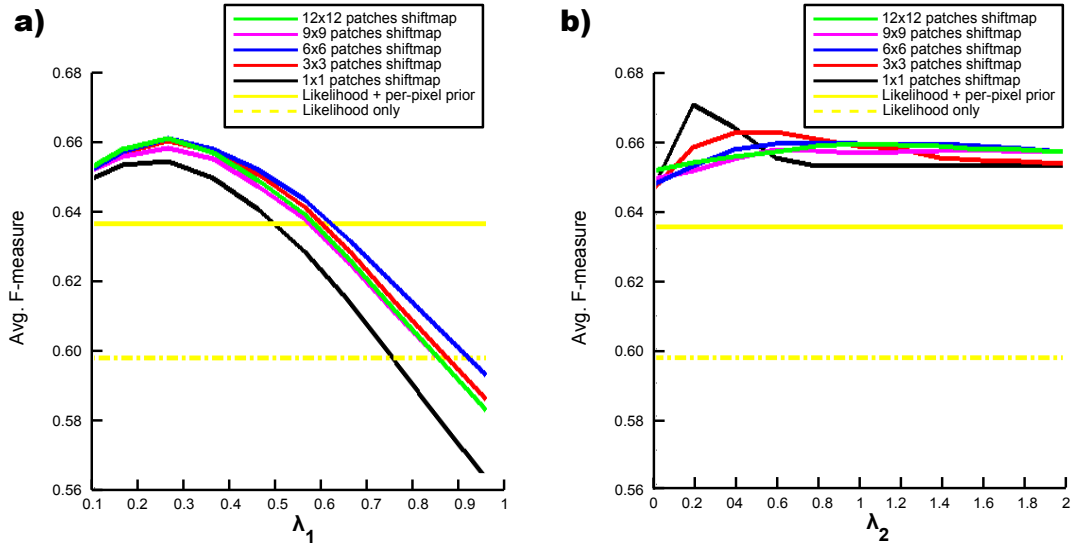 a)
12x12 patches shiftmap
9x9 patches shiftmap
6x6 patches shiftmap
3x3 patches shiftmap
1x1 patches shiftmap
Likelihood + per-pixel prior
Likelihood only
0.68
0.66
0.64
0.62
0.60
0.58
0.56
Avg. F-measure
0.1 0.2 0.3 0.4 0.5 0.6 0.7 0.8 0.9 1
λ1
b)
12x12 patches shiftmap
9x9 patches shiftmap
6x6 patches shiftmap
3x3 patches shiftmap
1x1 patches shiftmap
Likelihood + per-pixel prior
Likelihood only
0.68
0.66
0.64
0.62
0.60
0.58
0.56
Avg. F-measure
0 0.2 04 0.6 0.8 1 1.2 1.4 1.6 1.8 2
λ2